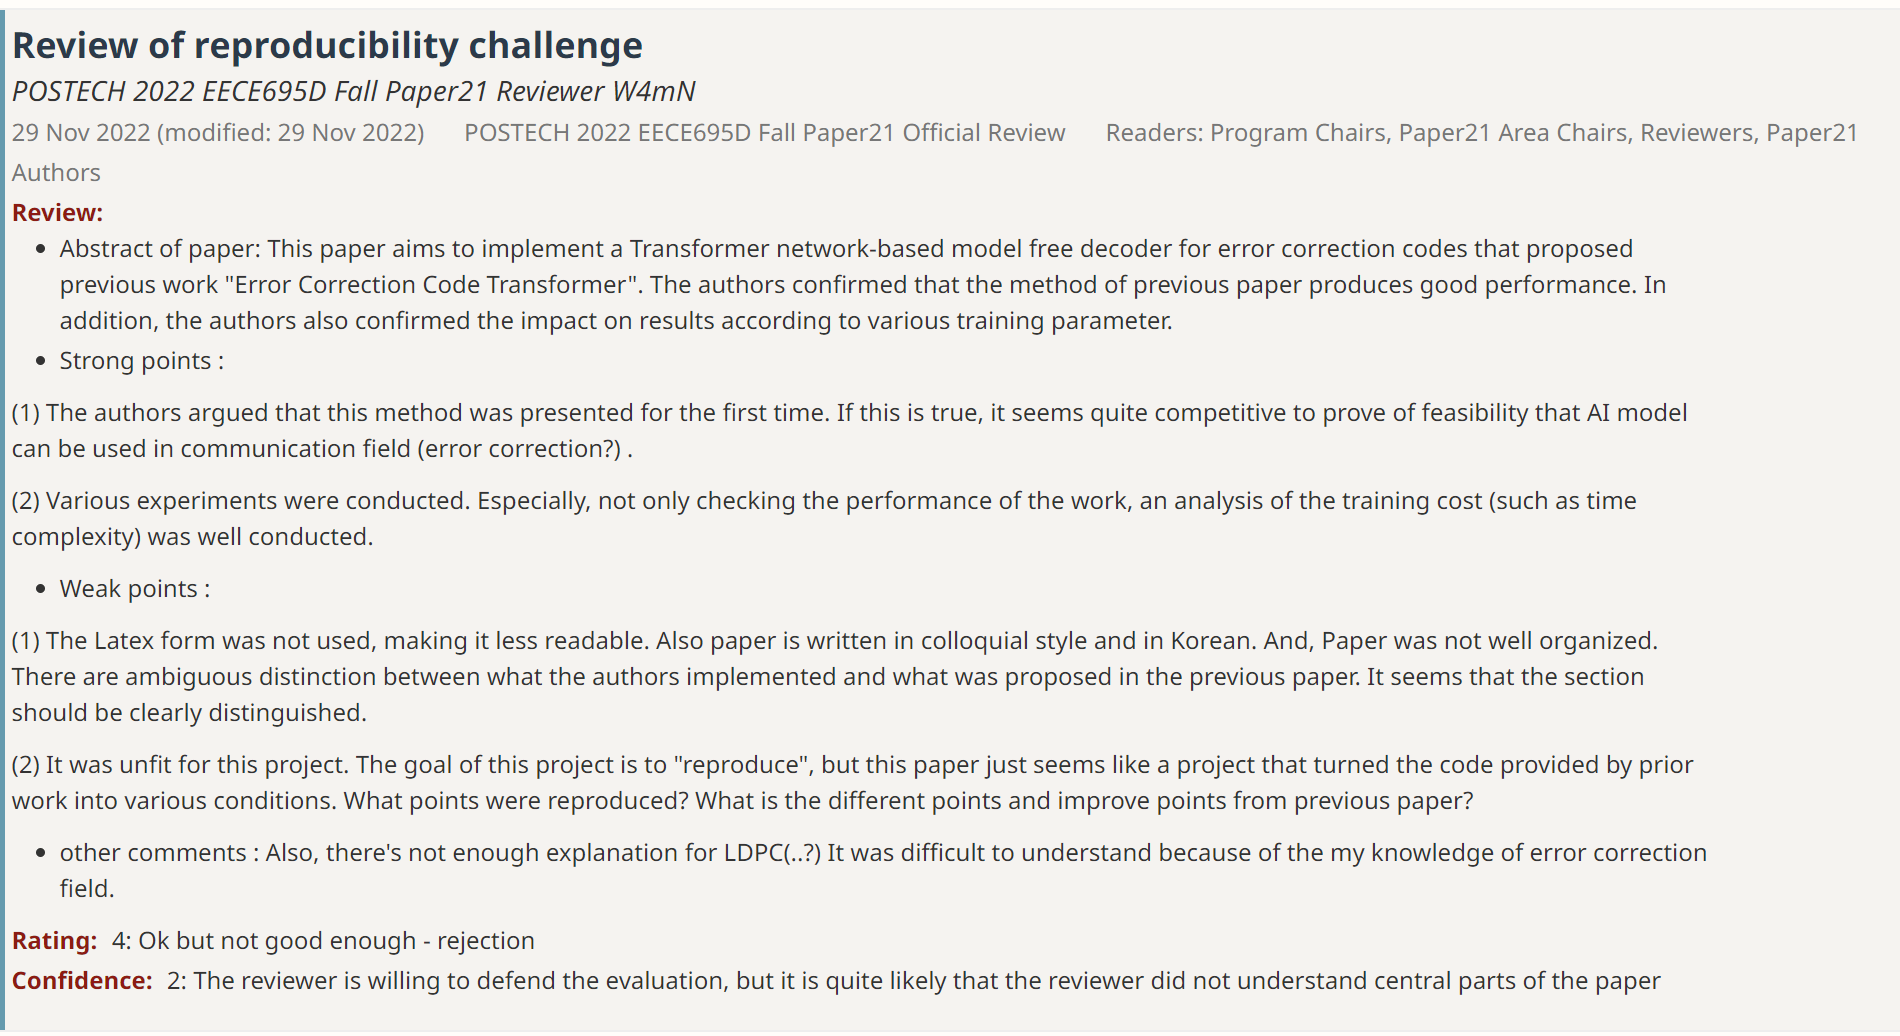 Review of reproducibility challenge
POSTECH 2022 EECE695D Fall Paper21 Reviewer W4mN
29 Nov 2022 (modified: 29 Nov 2022) POSTECH 2022 EECE695D Fall Paper21 Official Review Readers: Program Chairs, Paper21 Area Chairs, Reviewers, Paper21
Authors
Review:
• Abstract of paper: This paper aims to implement a Transformer network-based model free decoder for error correction codes that proposed
previous work "Error Correction Code Transformer". The authors confirmed that the method of previous paper produces good performance. In
addition, the authors also confirmed the impact on results according to various training parameter.
• Strong points :
(1) The authors argued that this method was presented for the first time. If this is true, it seems quite competitive to prove of feasibility that AI model
can be used in communication field (error correction?) .
(2) Various experiments were conducted. Especially, not only checking the performance of the work, an analysis of the training cost (such as time
complexity) was well conducted.
• Weak points :
(1) The Latex form was not used, making it less readable. Also paper is written in colloquial style and in Korean. And, Paper was not well organized.
There are ambiguous distinction between what the authors implemented and what was proposed in the previous paper. It seems that the section
should be clearly distinguished.
(2) It was unfit for this project. The goal of this project is to "reproduce", but this paper just seems like a project that turned the code provided by prior
work into various conditions. What points were reproduced? What is the different points and improve points from previous paper?
• other comments : Also, there's not enough explanation for LDPC(..?) It was difficult to understand because of the my knowledge of error correction
field.
Rating: 4: Ok but not good enough - rejection
Confidence: 2: The reviewer is willing to defend the evaluation, but it is quite likely that the reviewer did not understand central parts of the paper